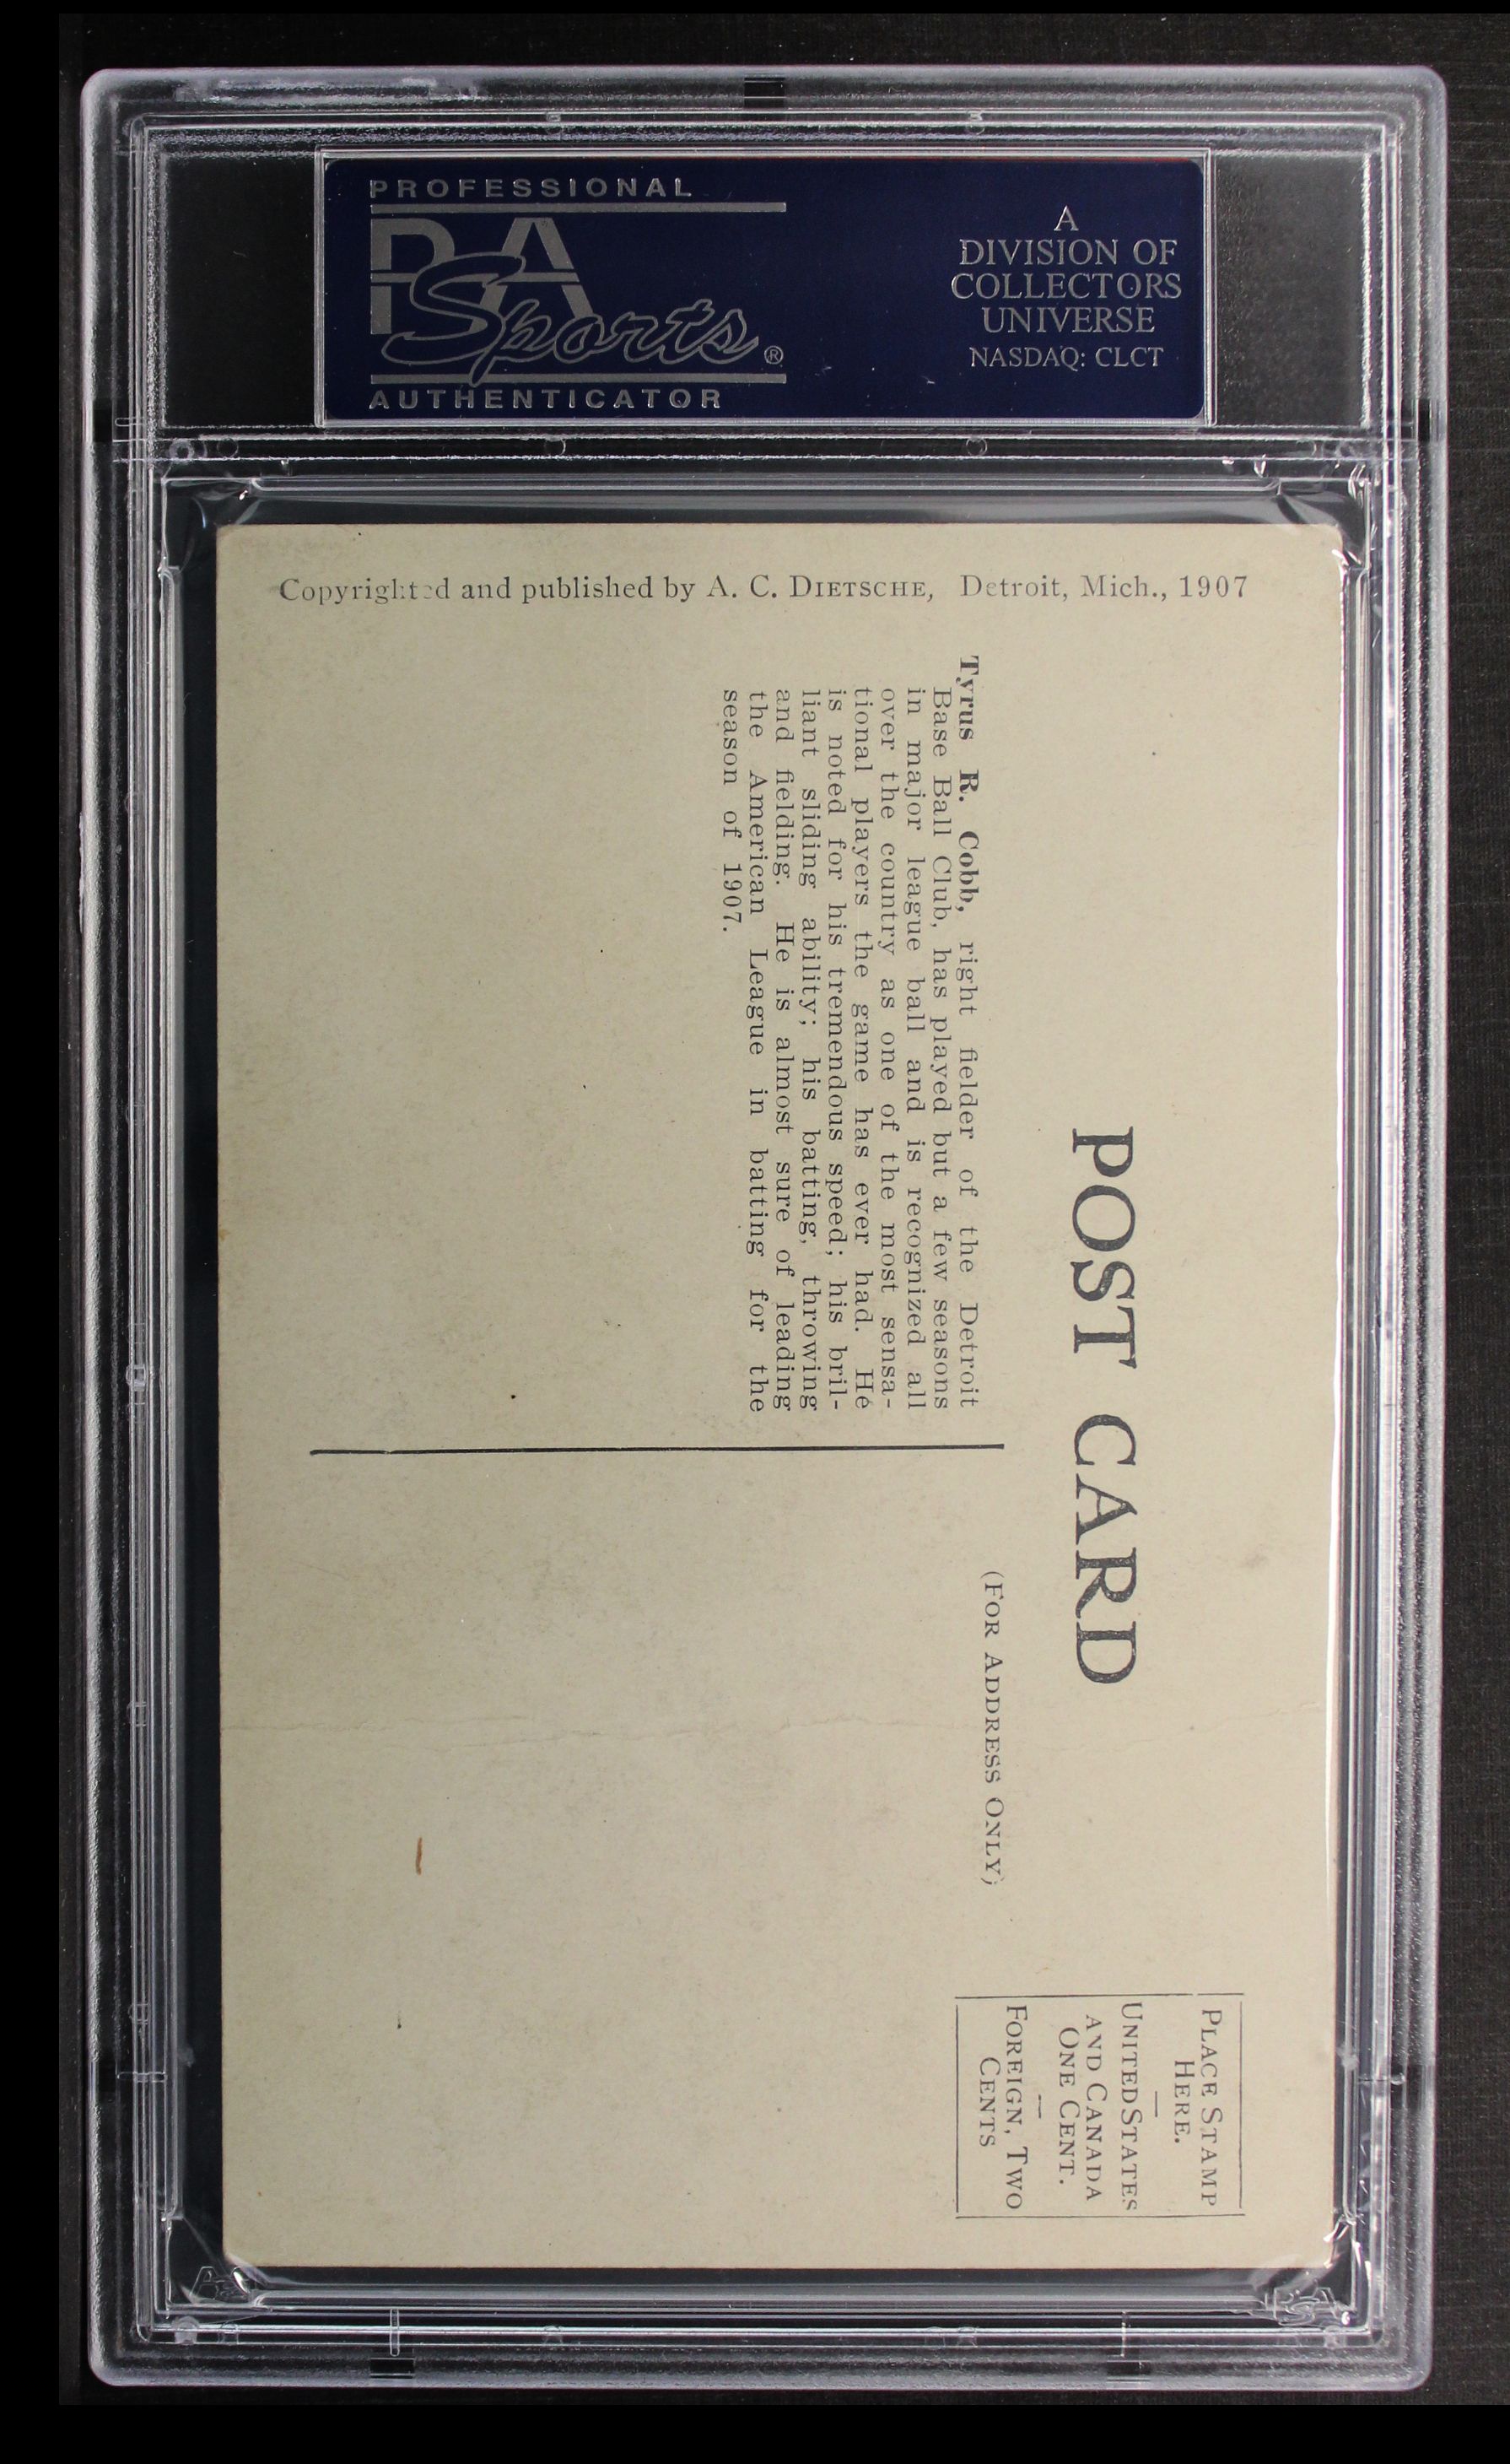 PROFESSIONAL
PSA
Sports®
AUTHENTICATOR
A
DIVISION OF
COLLECTORS
UNIVERSE
NASDAQ: CLCT
Copyrighted and published by A. C. DIETSCHE, Detroit, Mich., 1907
POST CARD
Tyrus R. Cobb, right fielder of the Detroit
Base Ball Club, has played but a few seasons
in major league ball and is recognized all
over the country as one of the most sensa-
tional players the game has ever had. He
is noted for his tremendous speed; his bril-
liant sliding ability; his batting, throwing
and fielding. He is almost sure of leading
the American League in batting for the
season of 1907.
(FOR ADDRESS ONLY)
PLACE STAMP
HERE.
UNITED STATES
AND CANADA
ONE CENT.
FOREIGN, TWO
CENTS
PSA